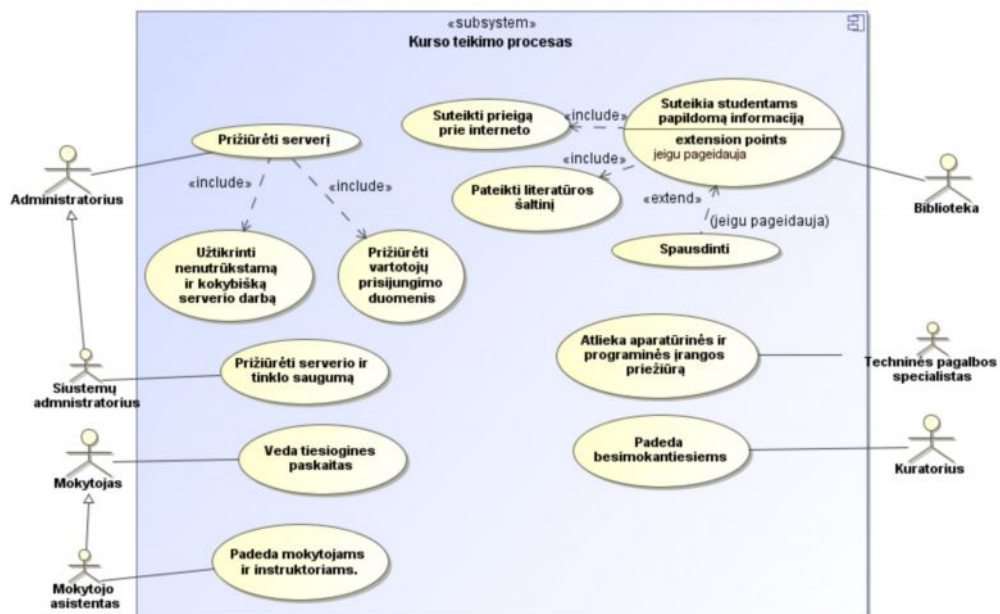 «subsystem»
Kurso teikimo procesas
Suteikti prieigą
prie interneto
«include»
Suteikia studentams
papildomą informaciją
extension points
jeigu pageidauja
Prižiūrėti serverį
«include»
Administratorius
«include»
«include»
Pateikti literatūros
šaltinį
«extend»
Biblioteka
(jeigu pageidauja)
Spausdinti
Užtikrinti
nenutrūkstamą
ir kokybišką
serverio darbą
Prižiūrėti
vartotojų
prisijungimo
duomenis
Atlieka aparatūrinės ir
programinės įrangos
priežiūrą
Techninės pagalbos
specialistas
Prižiūrėti serverio ir
tinklo saugumą
Siustemų
admnistratorius
Veda tiesiogines
paskaitas
Mokytojas
Padeda
besimokantiesiems
Kuratorius
Padeda mokytojams
ir instruktoriams.
Mokytojo
asistentas